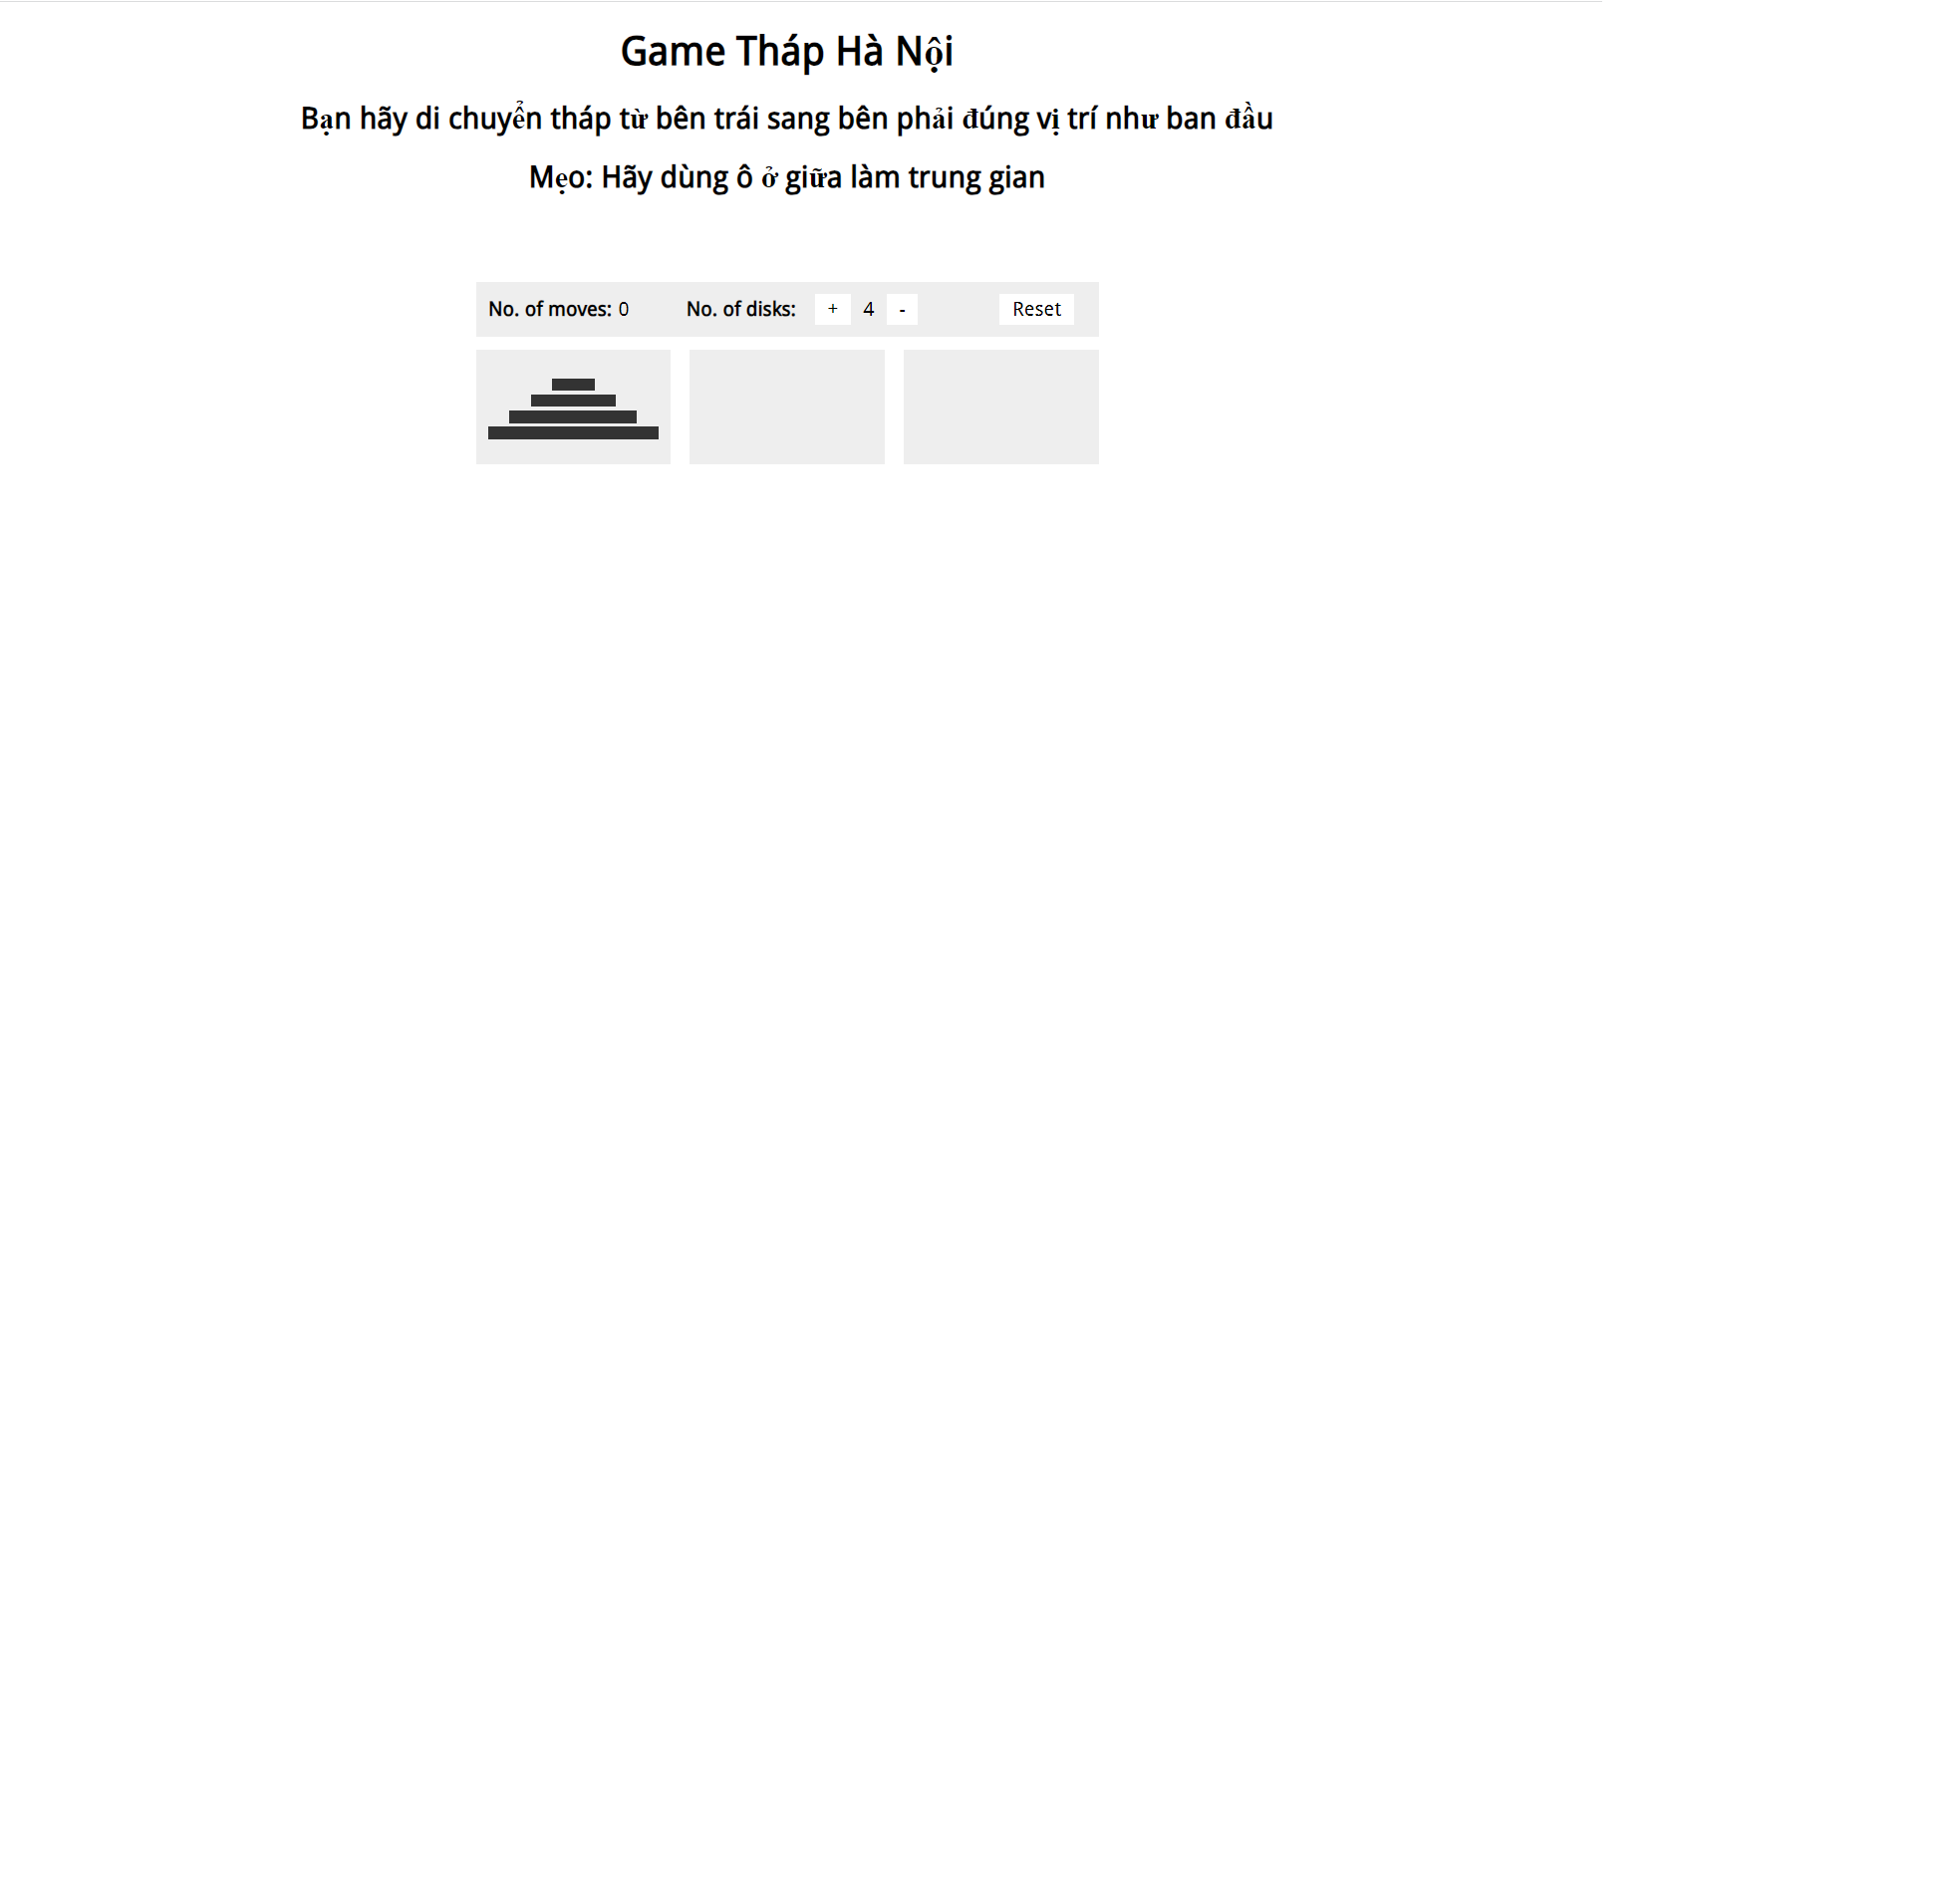 Game Tháp Hà Nội
Bạn hãy di chuyển tháp từ bên trái sang bên phải đúng vị trí như ban đầu
Mẹo: Hãy dùng ô ở giữa làm trung gian
No. of moves: 0 No. of disks: + 4 - Reset